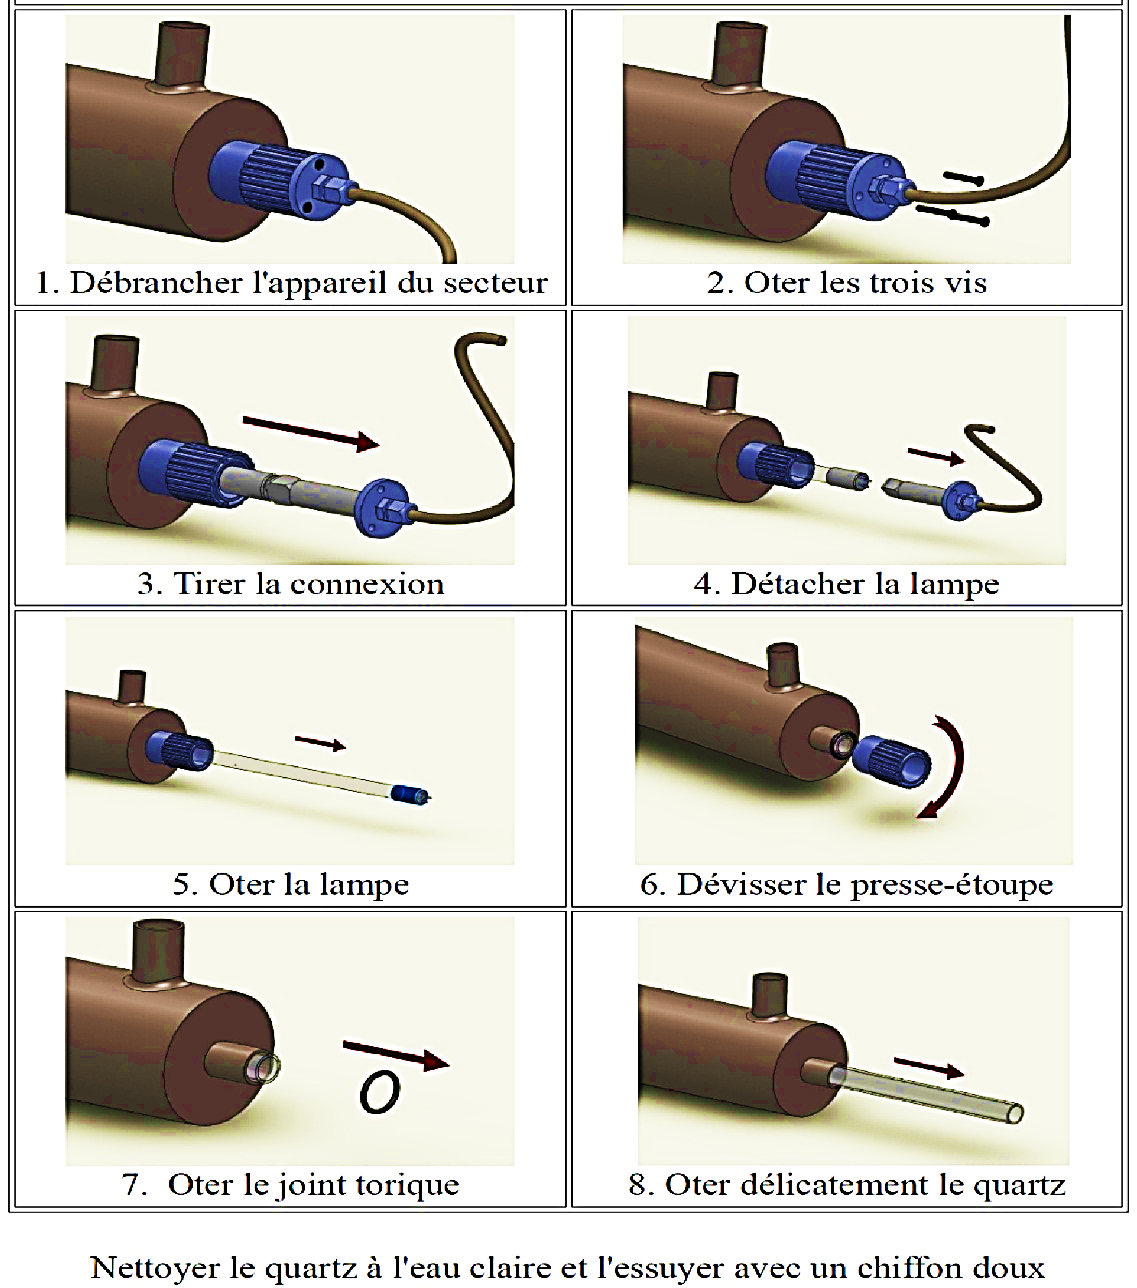 1. Débrancher l'appareil du secteur
2. Oter les trois vis
3. Tirer la connexion
4. Détacher la lampe
5. Oter la lampe
6. Dévisser le presse-étoupe
7. Oter le joint torique
8. Oter délicatement le quartz
Nettoyer le quartz à l'eau claire et l'essuyer avec un chiffon doux